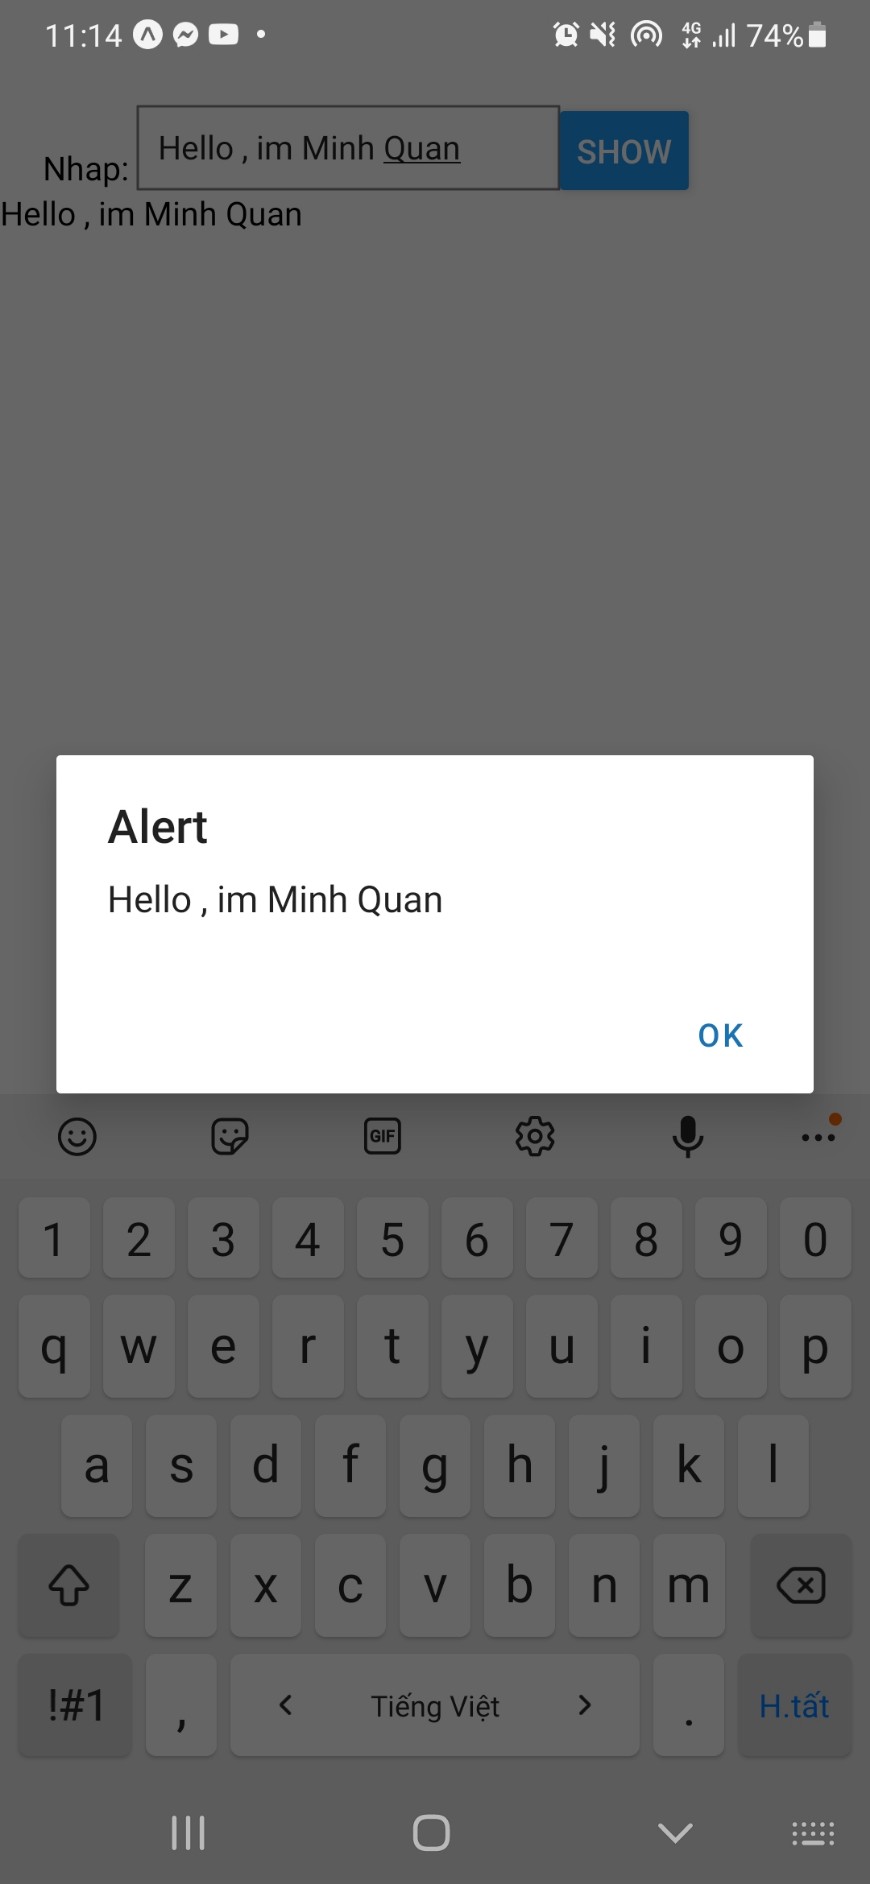 11:14 4G 74%
Nhap: Hello , im Minh Quan SHOW
Hello , im Minh Quan
Alert
Hello , im Minh Quan
OK
GIF
1 2 3 4 5 6 7 8 9 0
q w e r t y u i o p
a s d f g h j k l
z x c v b n m
!#1 , < Tiếng Việt > . H.tất